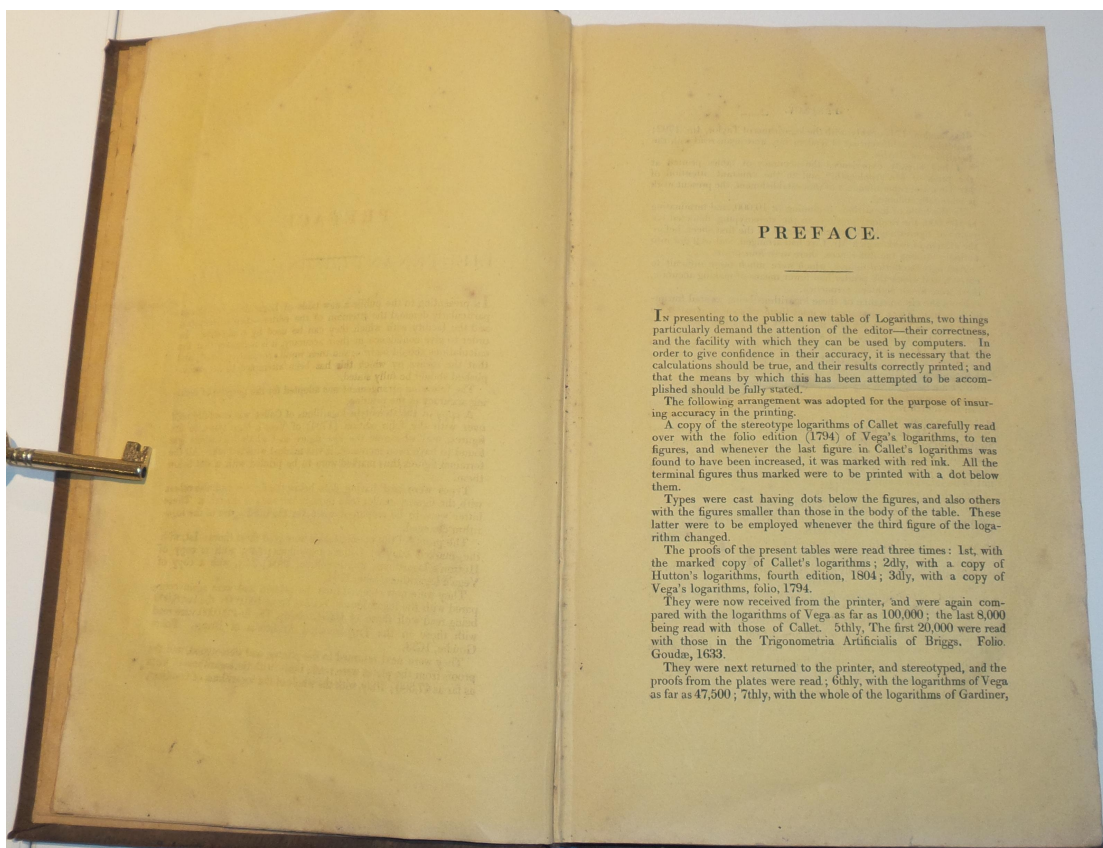 PREFACE.
IN presenting to the public a new table of Logarithms, two things
particularly demand the attention of the editor—their correctness,
and the facility with which they can be used by computers. In
order to give confidence in their accuracy, it is necessary that the
calculations should be true, and their results correctly printed; and
that the means by which this has been attempted to be accom-
plished should be fully stated.
The following arrangement was adopted for the purpose of insur-
ing accuracy in the printing.
A copy of the stereotype logarithms of Callet was carefully read
over with the folio edition (1794) of Vega's logarithms, to ten
figures, and whenever the last figure in Callet's logarithms was
found to have been increased, it was marked with red ink. All the
terminal figures thus marked were to be printed with a dot below
them.
Types were cast having dots below the figures, and also others
with the figures smaller than those in the body of the table. These
latter were to be employed whenever the third figure of the loga-
rithm changed.
The proofs of the present tables were read three times: 1st, with
the marked copy of Callet's logarithms; 2dly, with a copy of
Hutton's logarithms, fourth edition, 1804; 3dly, with a copy of
Vega's logarithms, folio, 1794.
They were now received from the printer, and were again com-
pared with the logarithms of Vega as far as 100,000; the last 8,000
being read with those of Callet. 5thly, The first 20,000 were read
with those in the Trigonometria Artificialis of Briggs. Folio.
Goudæ, 1633.
They were next returned to the printer, and stereotyped, and the
proofs from the plates were read; 6thly, with the logarithms of Vega
as far as 47,500; 7thly, with the whole of the logarithms of Gardiner,